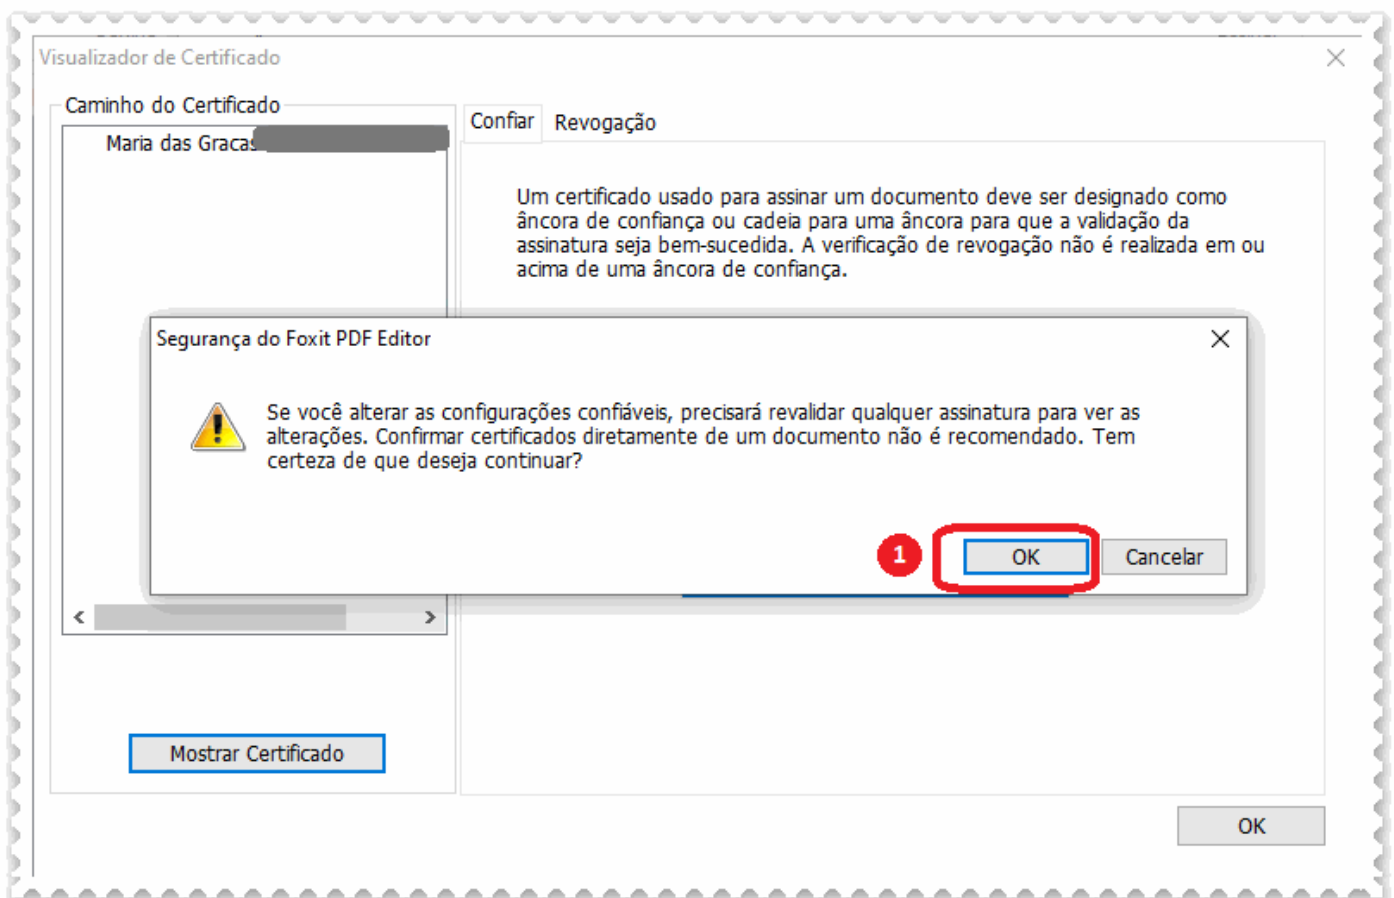 Visualizador de Certificado
Caminho do Certificado
Maria das Gracas
Confiar Revogação
Um certificado usado para assinar um documento deve ser designado como
âncora de confiança ou cadeia para uma âncora para que a validação da
assinatura seja bem-sucedida. A verificação de revogação não é realizada em ou
acima de uma âncora de confiança.
Segurança do Foxit PDF Editor
Se você alterar as configurações confiáveis, precisará revalidar qualquer assinatura para ver as
alterações. Confirmar certificados diretamente de um documento não é recomendado. Tem
certeza de que deseja continuar?
1 OK Cancelar
Mostrar Certificado
OK